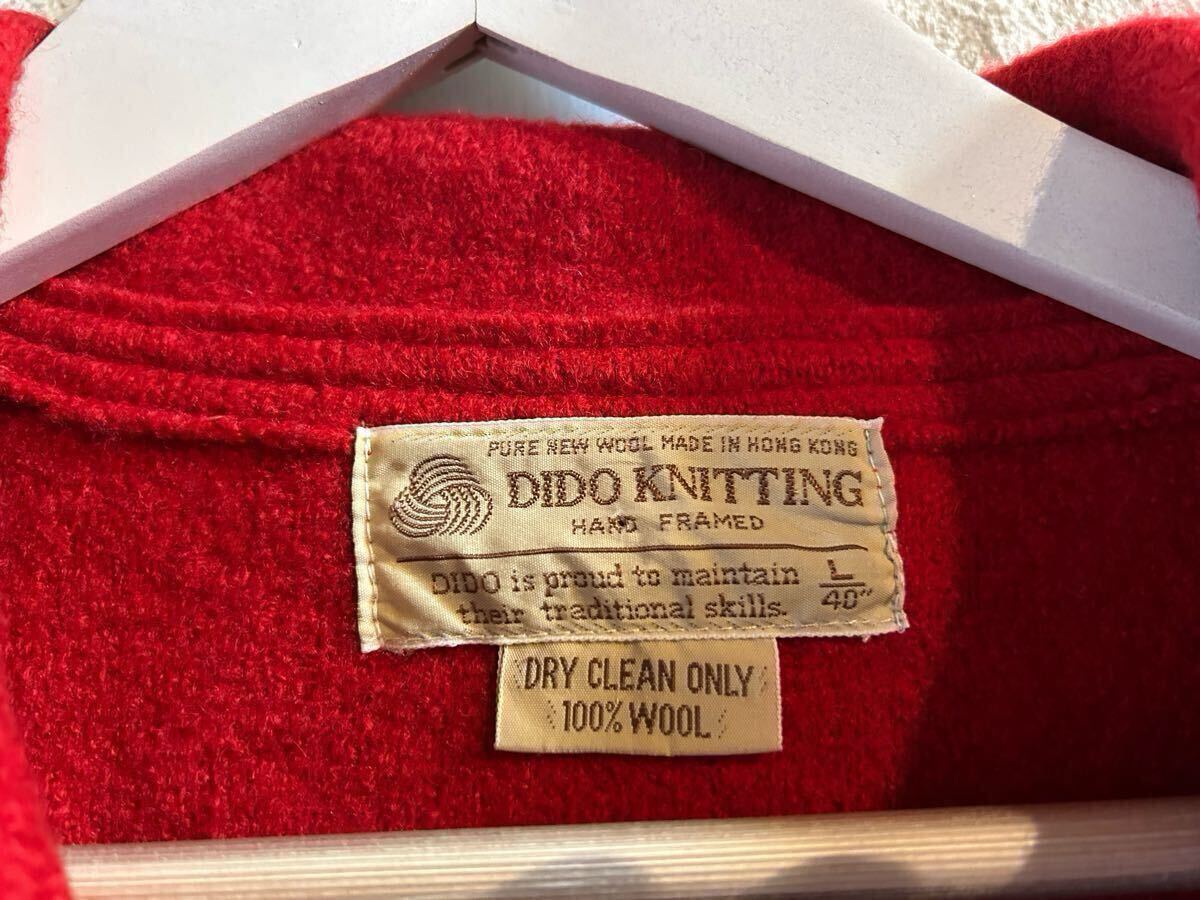 PURE NEW WOOL MADE IN HONG KONG
DIDO KNITTING
HAND FRAMED
DIDO is proud to maintain
their traditional skills.
L
40"
DRY CLEAN ONLY
100% WOOL